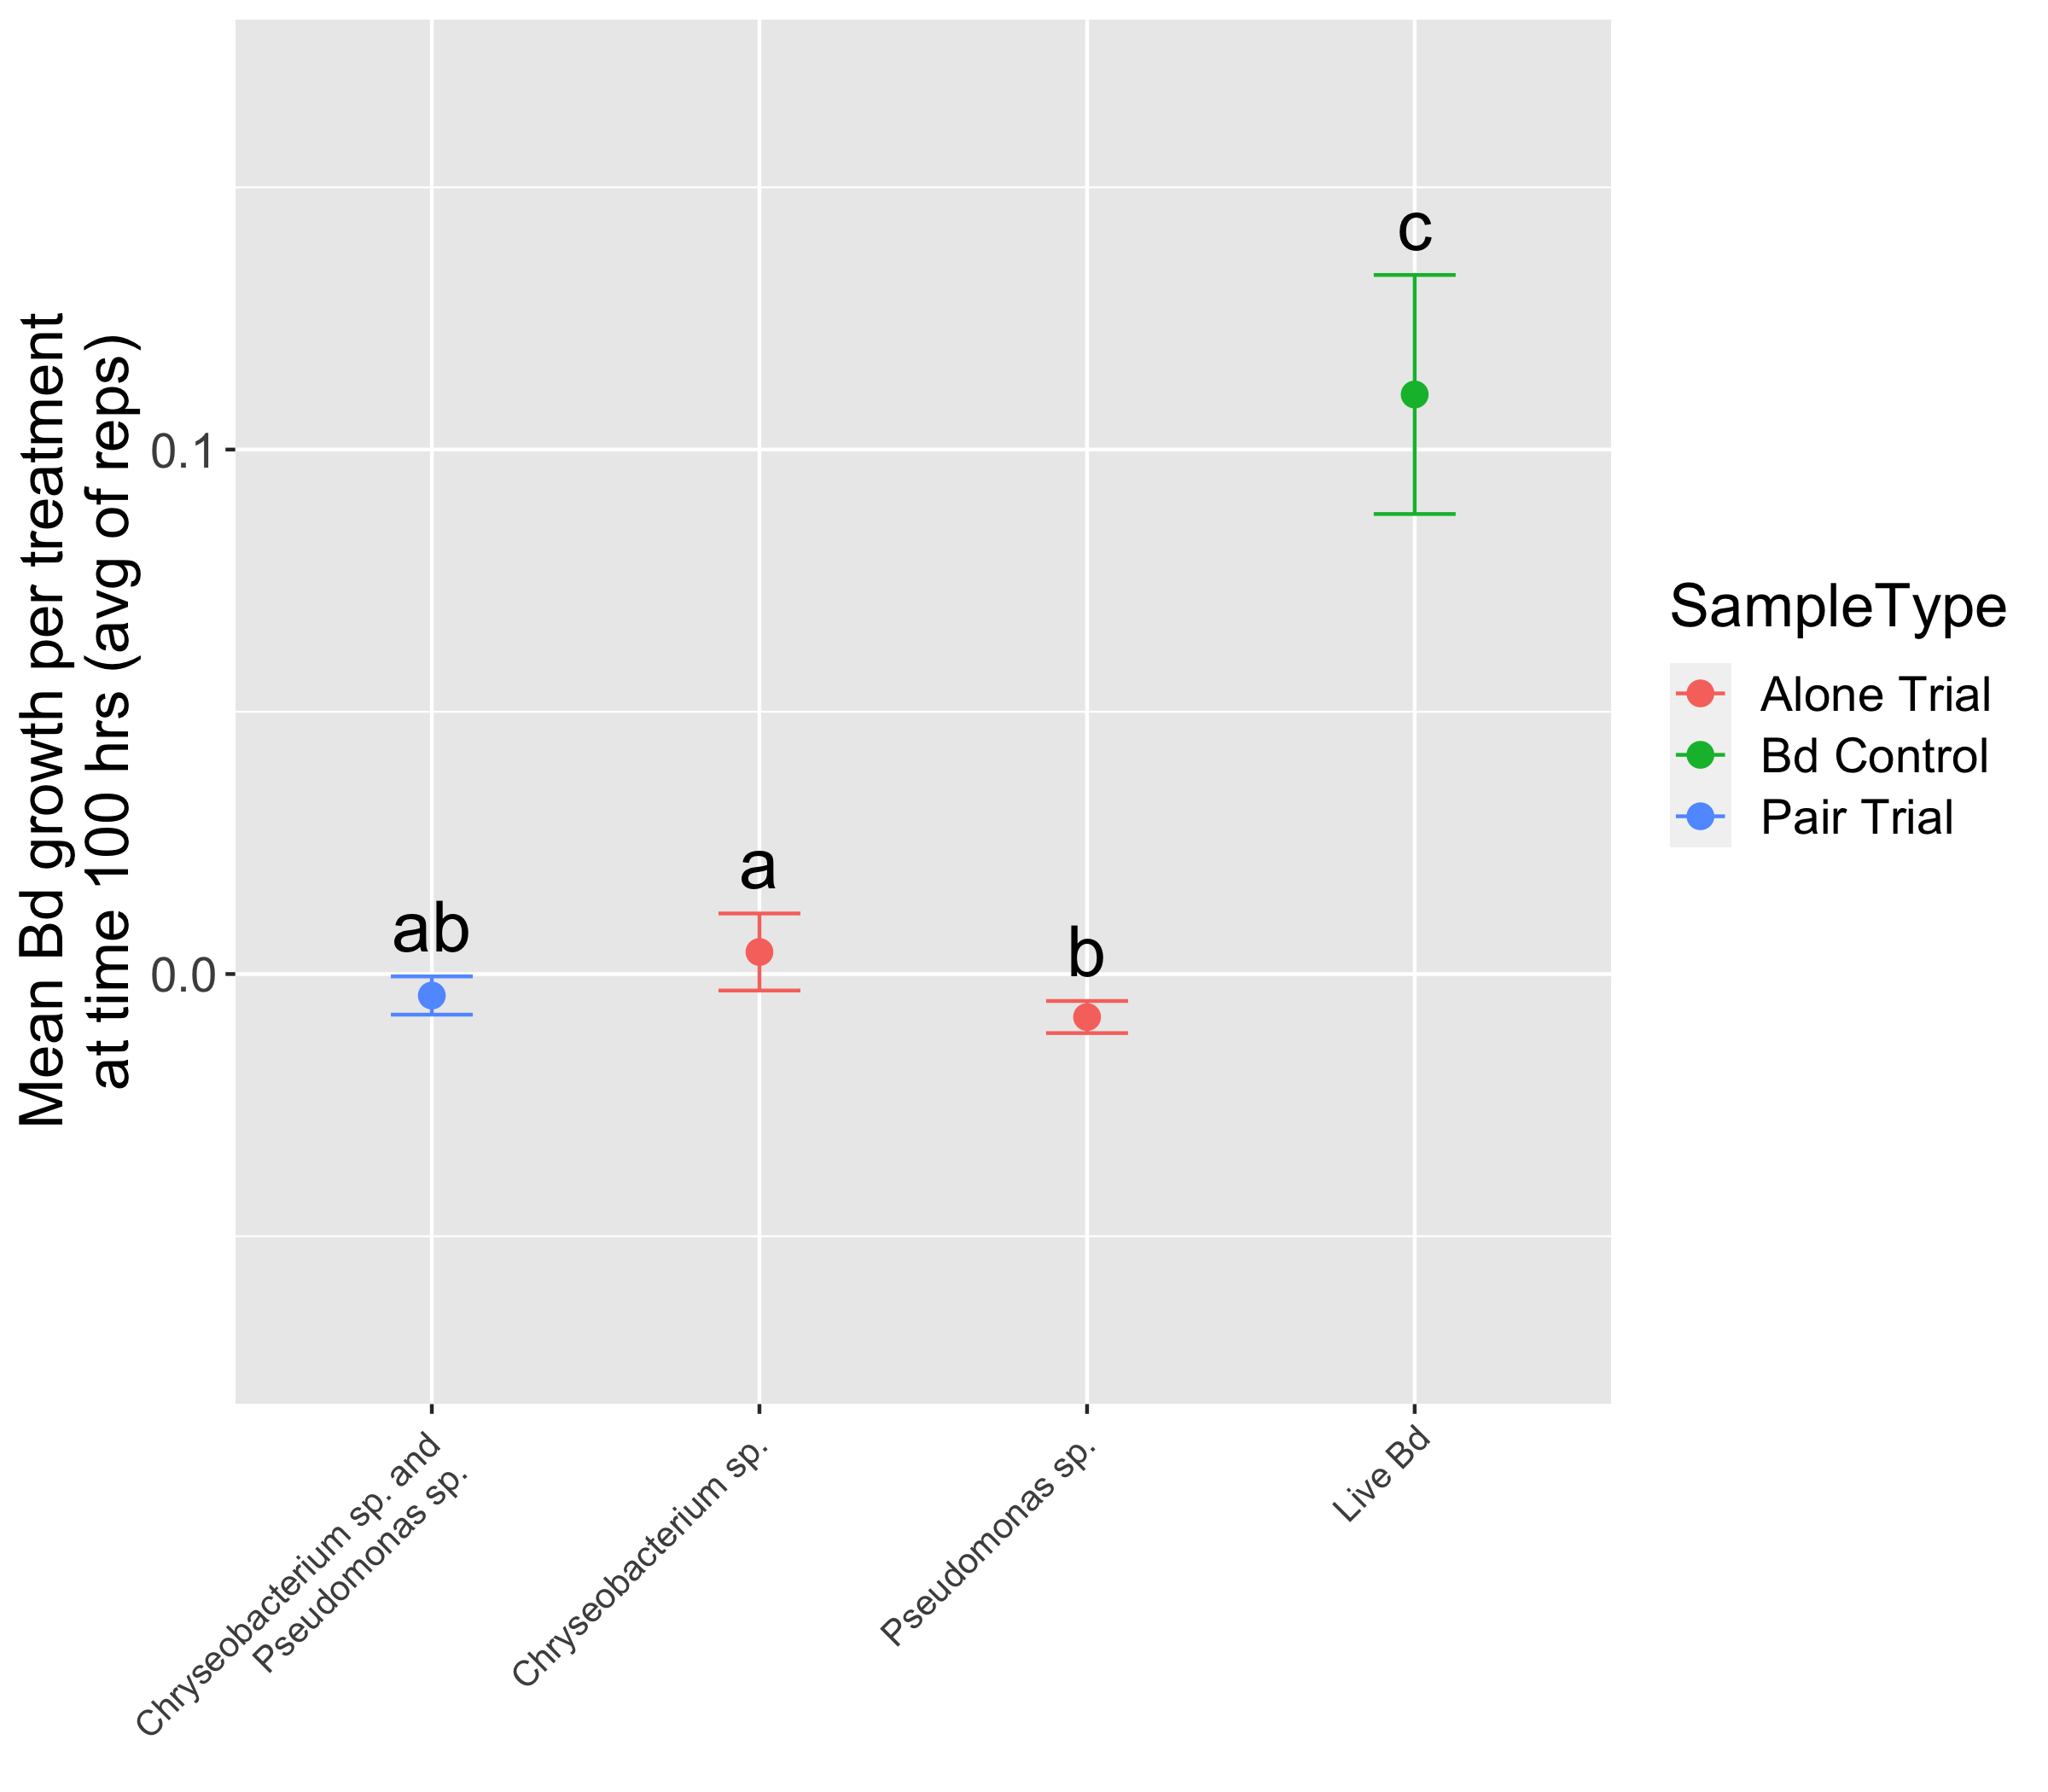 Mean Bd growth per treatment
at time 100 hrs (avg of reps)
0.1
0.0
c
a
ab
b
Chryseobacterium sp. and
Pseudomonas sp.
Chryseobacterium sp.
Pseudomonas sp.
Live Bd
SampleType
Alone Trial
Bd Control
Pair Trial